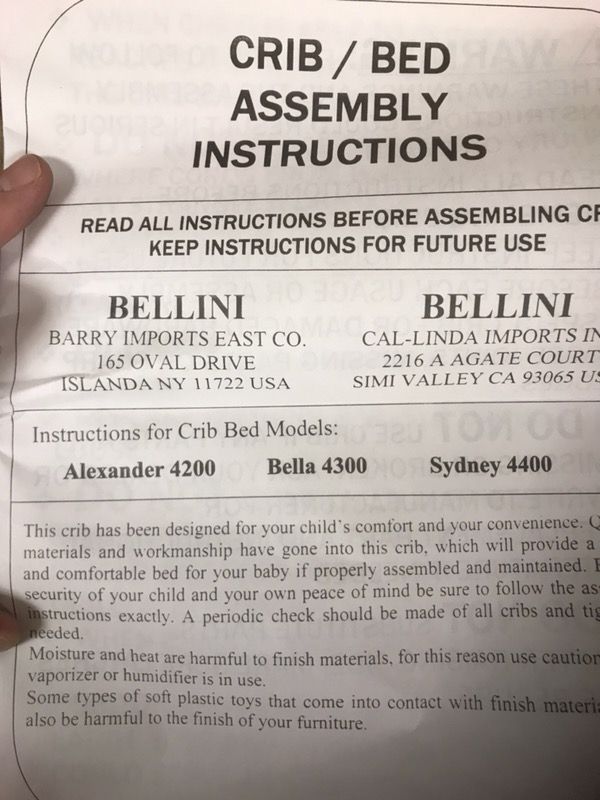 CRIB / BED
ASSEMBLY
INSTRUCTIONS
READ ALL INSTRUCTIONS BEFORE ASSEMBLING
KEEP INSTRUCTIONS FOR FUTURE USE
BELLINI
BARRY IMPORTS EAST CO.
165 OVAL DRIVE
ISLANDA NY 11722 USA
BELLINI
CAL-LINDA IMPORTS
2216 A AGATE COURT
SIMI VALLEY CA 93065
Instructions for Crib Bed Models:
Alexander 4200 Bella 4300 Sydney 4400
This crib has been designed for your child's comfort and your convenience.
materials and workmanship have gone into this crib, which will provide a
and comfortable bed for your baby if properly assembled and maintained.
security of your child and your own peace of mind be sure to follow the
instructions exactly. A periodic check should be made of all cribs and
needed.
Moisture and heat are harmful to finish materials, for this reason use caution
vaporizer or humidifier is in use.
Some types of soft plastic toys that come into contact with finish
also be harmful to the finish of your furniture.